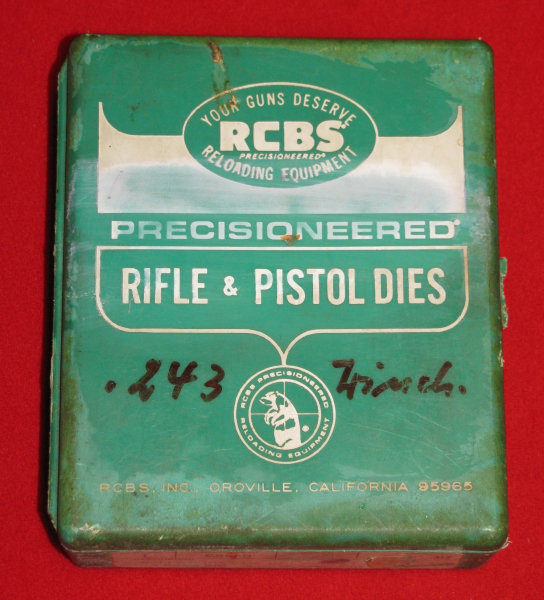 YOUR GUNS DESERVE
RCBS®
PRECISIONEERED®
RELOADING EQUIPMENT
PRECISIONEERED®
RIFLE & PISTOL DIES
.243 Winch.
RCBS PRECISIONEERED
RELOADING EQUIPMENT
RCBS, INC., OROVILLE, CALIFORNIA 95965